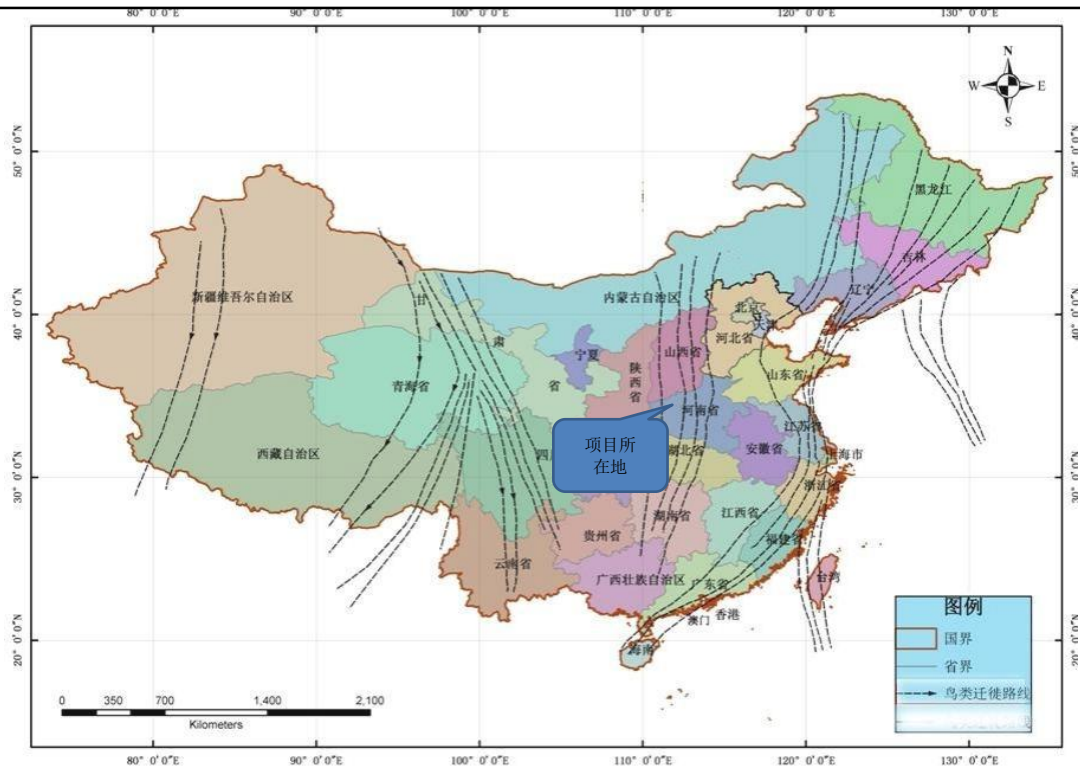 80° 0′0″E 90° 0′0″E 100° 0′0″E 110° 0′0″E 120° 0′0″E 130° 0′0″E
N
W E
S
50° 0′0″N
40° 0′0″N
30° 0′0″N
20° 0′0″N
黑龙江
吉林
辽宁
新疆维吾尔自治区
甘
肃
省
内蒙古自治区
北京
天津
河北省
宁夏
山西省
陕
西
省
山东省
青海省
河南省
江苏省
项目所
在地
西藏自治区
四川
湖北省
安徽省
上海市
浙江省
湖南省
江西省
贵州省
福建省
云南省
广西壮族自治区
广东省
台湾
香港
澳门
海南
图例
国界
省界
鸟类迁徙路线
0 350 700 1,400 2,100
Kilometers
80° 0′0″E 90° 0′0″E 100° 0′0″E 110° 0′0″E 120° 0′0″E 130° 0′0″E